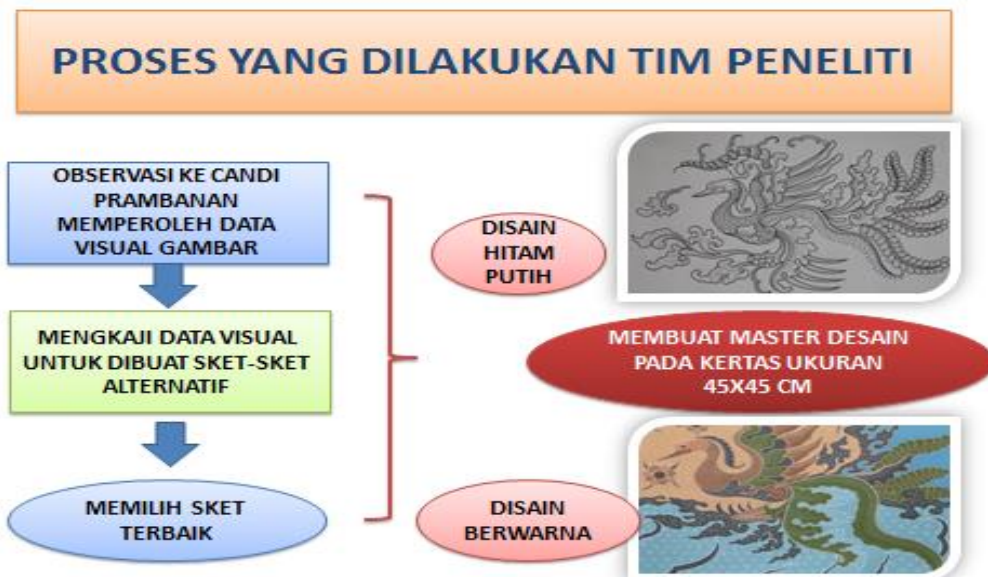 PROSES YANG DILAKUKAN TIM PENELITI
OBSERVASI KE CANDI
PRAMBANAN
MEMPEROLEH DATA
VISUAL GAMBAR
MENGKAJI DATA VISUAL
UNTUK DIBUAT SKET-SKET
ALTERNATIF
MEMILIH SKET
TERBAIK
DISAIN
HITAM
PUTIH
MEMBUAT MASTER DESAIN
PADA KERTAS UKURAN
45X45 CM
DISAIN
BERWARNA